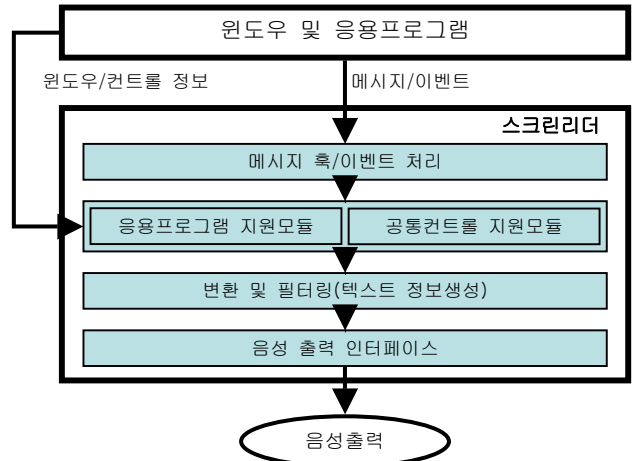 윈도우 및 응용프로그램
윈도우/컨트롤 정보
메시지/이벤트
스크린리더
메시지 훅/이벤트 처리
응용프로그램 지원모듈
공통컨트롤 지원모듈
변환 및 필터링(텍스트 정보생성)
음성 출력 인터페이스
음성출력